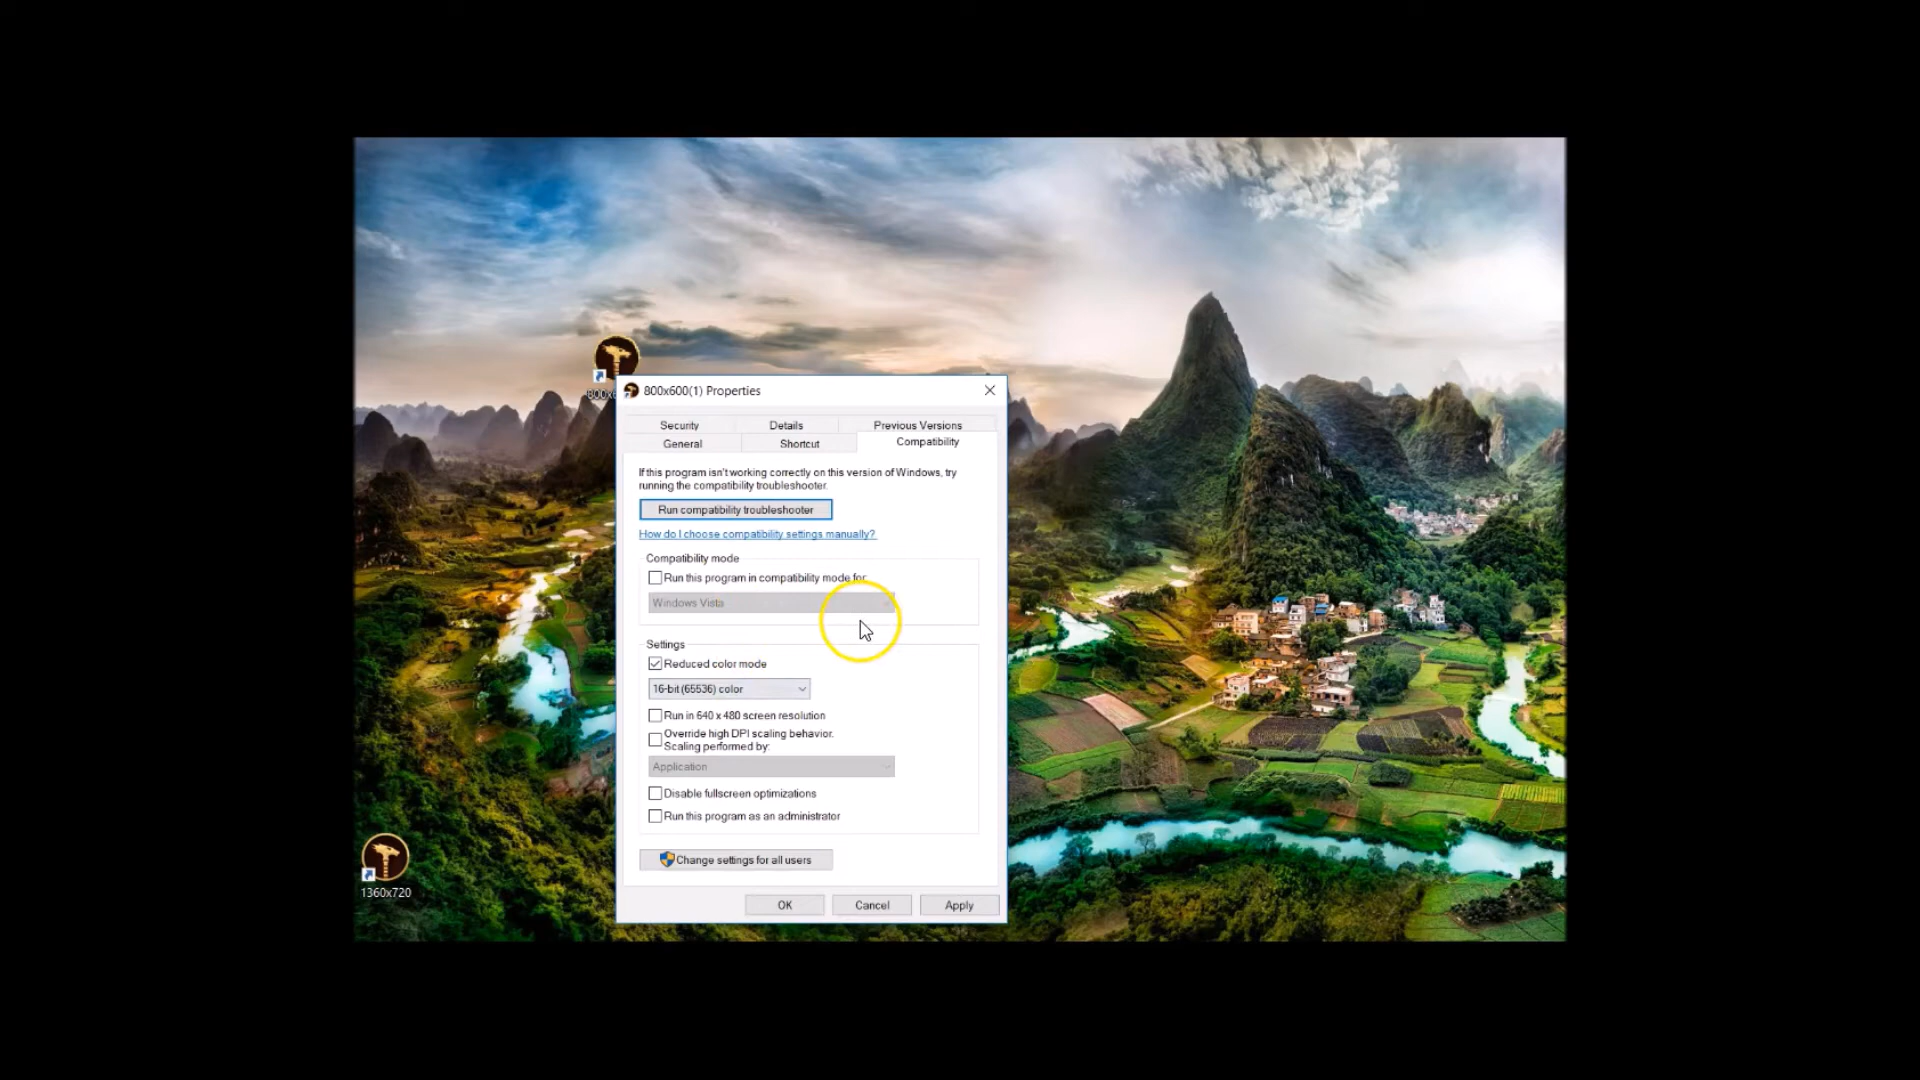 800x6
800x600(1) Properties
Security
Details
Previous Versions
General
Shortcut
Compatibility
If this program isn't working correctly on this version of Windows, try
running the compatibility troubleshooter.
Run compatibility troubleshooter
How do I choose compatibility settings manually?
Compatibility mode
Run this program in compatibility mode for
Windows Vista
Settings
Reduced color mode
16-bit (65536) color
Run in 640 x 480 screen resolution
Override high DPI scaling behavior.
Scaling performed by:
Application
Disable fullscreen optimizations
Run this program as an administrator
Change settings for all users
1360x720
OK
Cancel
Apply